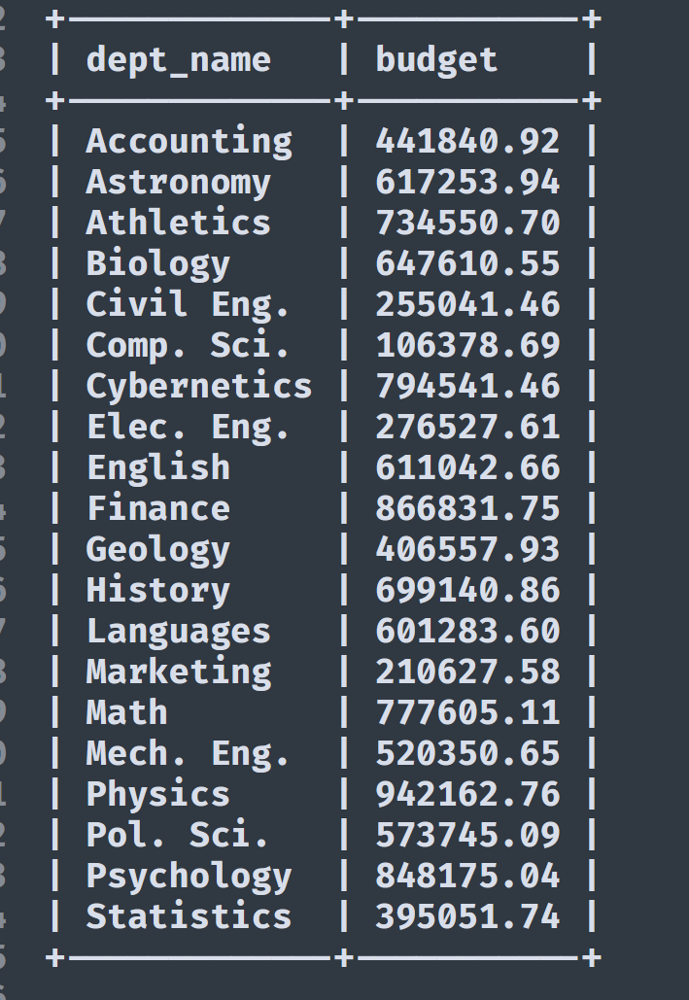 +-------------+-----------+
| dept_name   | budget    |
+-------------+-----------+
| Accounting  | 441840.92 |
| Astronomy   | 617253.94 |
| Athletics   | 734550.70 |
| Biology     | 647610.55 |
| Civil Eng.  | 255041.46 |
| Comp. Sci.  | 106378.69 |
| Cybernetics | 794541.46 |
| Elec. Eng.  | 276527.61 |
| English     | 611042.66 |
| Finance     | 866831.75 |
| Geology     | 406557.93 |
| History     | 699140.86 |
| Languages   | 601283.60 |
| Marketing   | 210627.58 |
| Math        | 777605.11 |
| Mech. Eng.  | 520350.65 |
| Physics     | 942162.76 |
| Pol. Sci.   | 573745.09 |
| Psychology  | 848175.04 |
| Statistics  | 395051.74 |
+-------------+-----------+